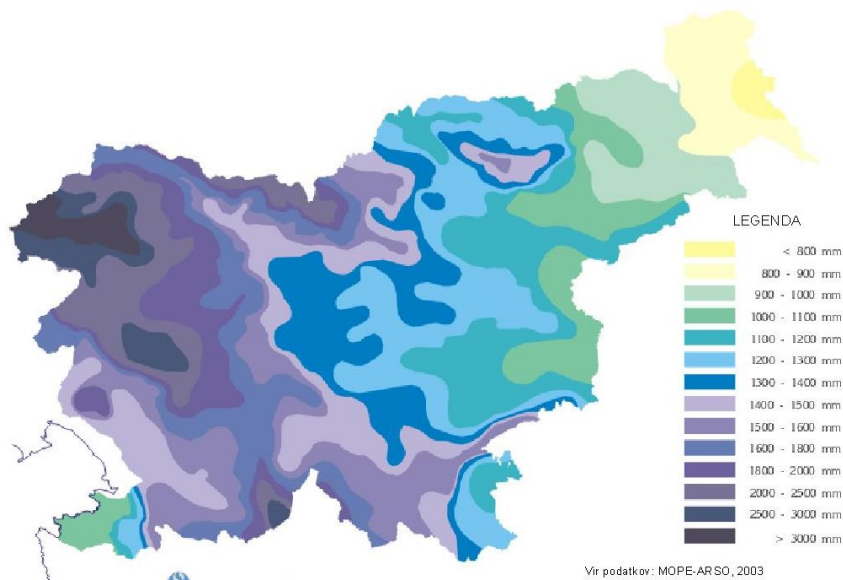 LEGENDA
< 800 mm
800 - 900 mm
900 - 1000 mm
1000 - 1100 mm
1100 - 1200 mm
1200 - 1300 mm
1300 - 1400 mm
1400 - 1500 mm
1500 - 1600 mm
1600 - 1800 mm
1800 - 2000 mm
2000 - 2500 mm
2500 - 3000 mm
> 3000 mm
Vir podatkov: MOPE-ARSO, 2003